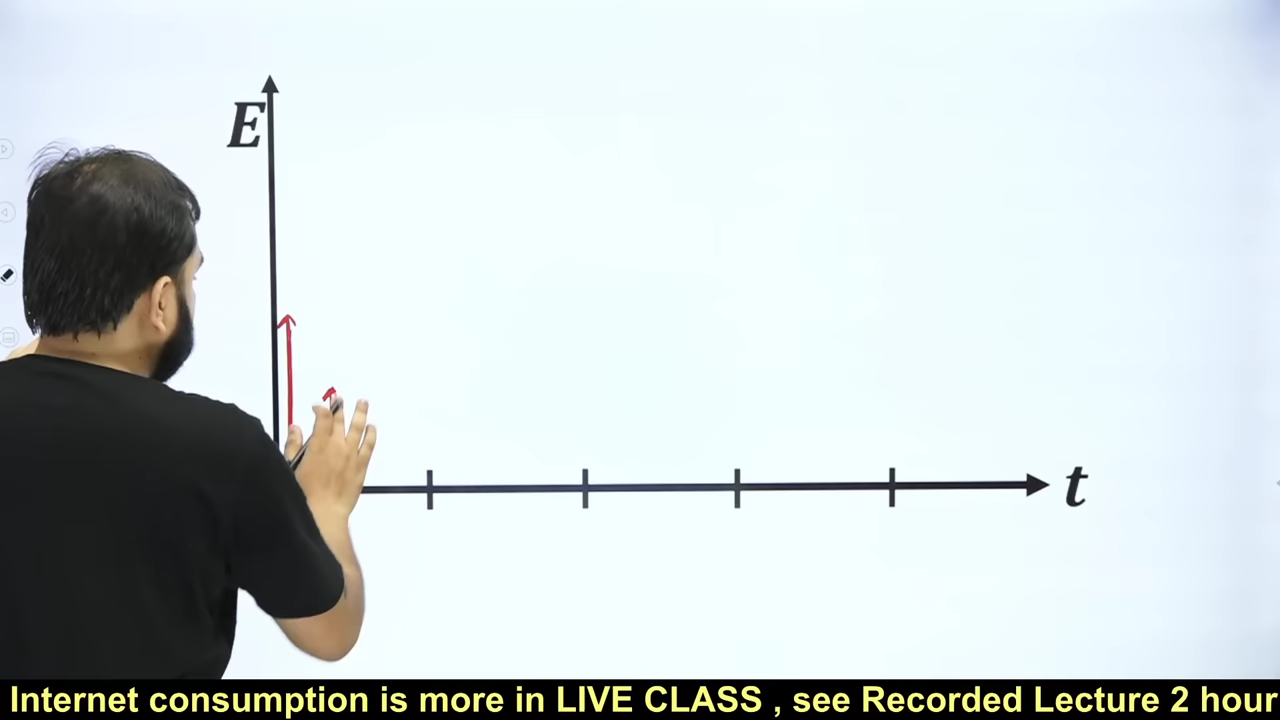 E
t
Internet consumption is more in LIVE CLASS , see Recorded Lecture 2 hour